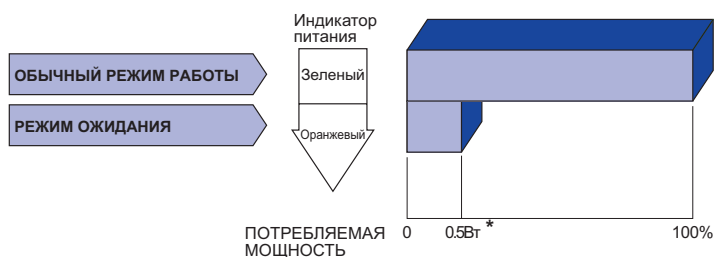 Индикатор
питания
ОБЫЧНЫЙ РЕЖИМ РАБОТЫ
Зеленый
РЕЖИМ ОЖИДАНИЯ
Оранжевый
ПОТРЕБЛЯЕМАЯ
МОЩНОСТЬ
0 0.5Вт * 100%